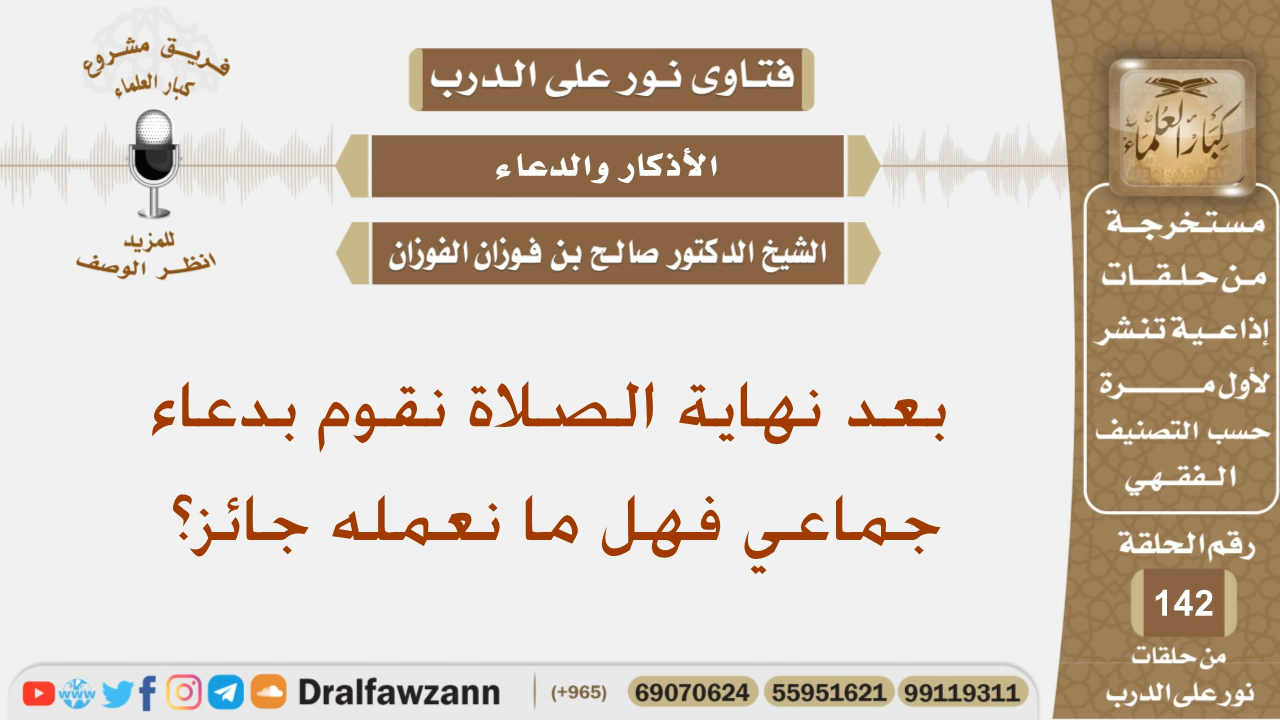 فريق مشروع
كبار العلماء
للمزيد
انظر الوصف
فتاوى نور على الدرب
الأذكار والدعاء
الشيخ الدكتور صالح بن فوزان الفوزان
بعد نهاية الصلاة نقوم بدعاء
جماعي فهل ما نعمله جائز؟
كبار العلماء
مستخرجة
من حلقات
إذاعية تنشر
لأول مرة
حسب التصنيف
الفقهي
رقم الحلقة
142
من حلقات
نور على الدرب
www
Dralfawzann (+965) 69070624 55951621 99119311